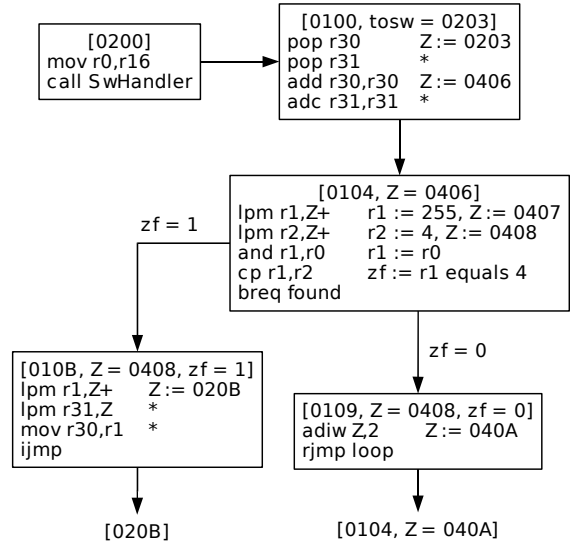 [0200]
mov r0,r16
call SwHandler
[0100, tosw = 0203]
pop r30 Z := 0203
pop r31 *
add r30,r30 Z := 0406
adc r31,r31 *
[0104, Z = 0406]
lpm r1,Z+ r1 := 255, Z := 0407
lpm r2,Z+ r2 := 4, Z := 0408
and r1,r0 r1 := r0
cp r1,r2 zf := r1 equals 4
breq found
zf = 1
zf = 0
[010B, Z = 0408, zf = 1]
lpm r1,Z+ Z := 020B
lpm r31,Z *
mov r30,r1 *
ijmp
[0109, Z = 0408, zf = 0]
adiw Z,2 Z := 040A
rjmp loop
[020B]
[0104, Z = 040A]